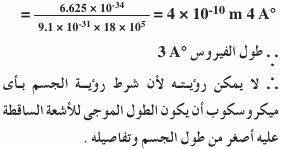 = 6.625 × 10⁻³⁴ / 9.1 × 10⁻³¹ × 18 × 10⁵ = 4 × 10⁻¹⁰ m 4 A°
∴ طول الفيروس 3 A°
∴ لا يمكن رؤيته لأن شرط رؤية الجسم بأى
ميكروسكوب أن يكون الطول الموجى للأشعة الساقطة
عليه أصغر من طول الجسم وتفاصيله .